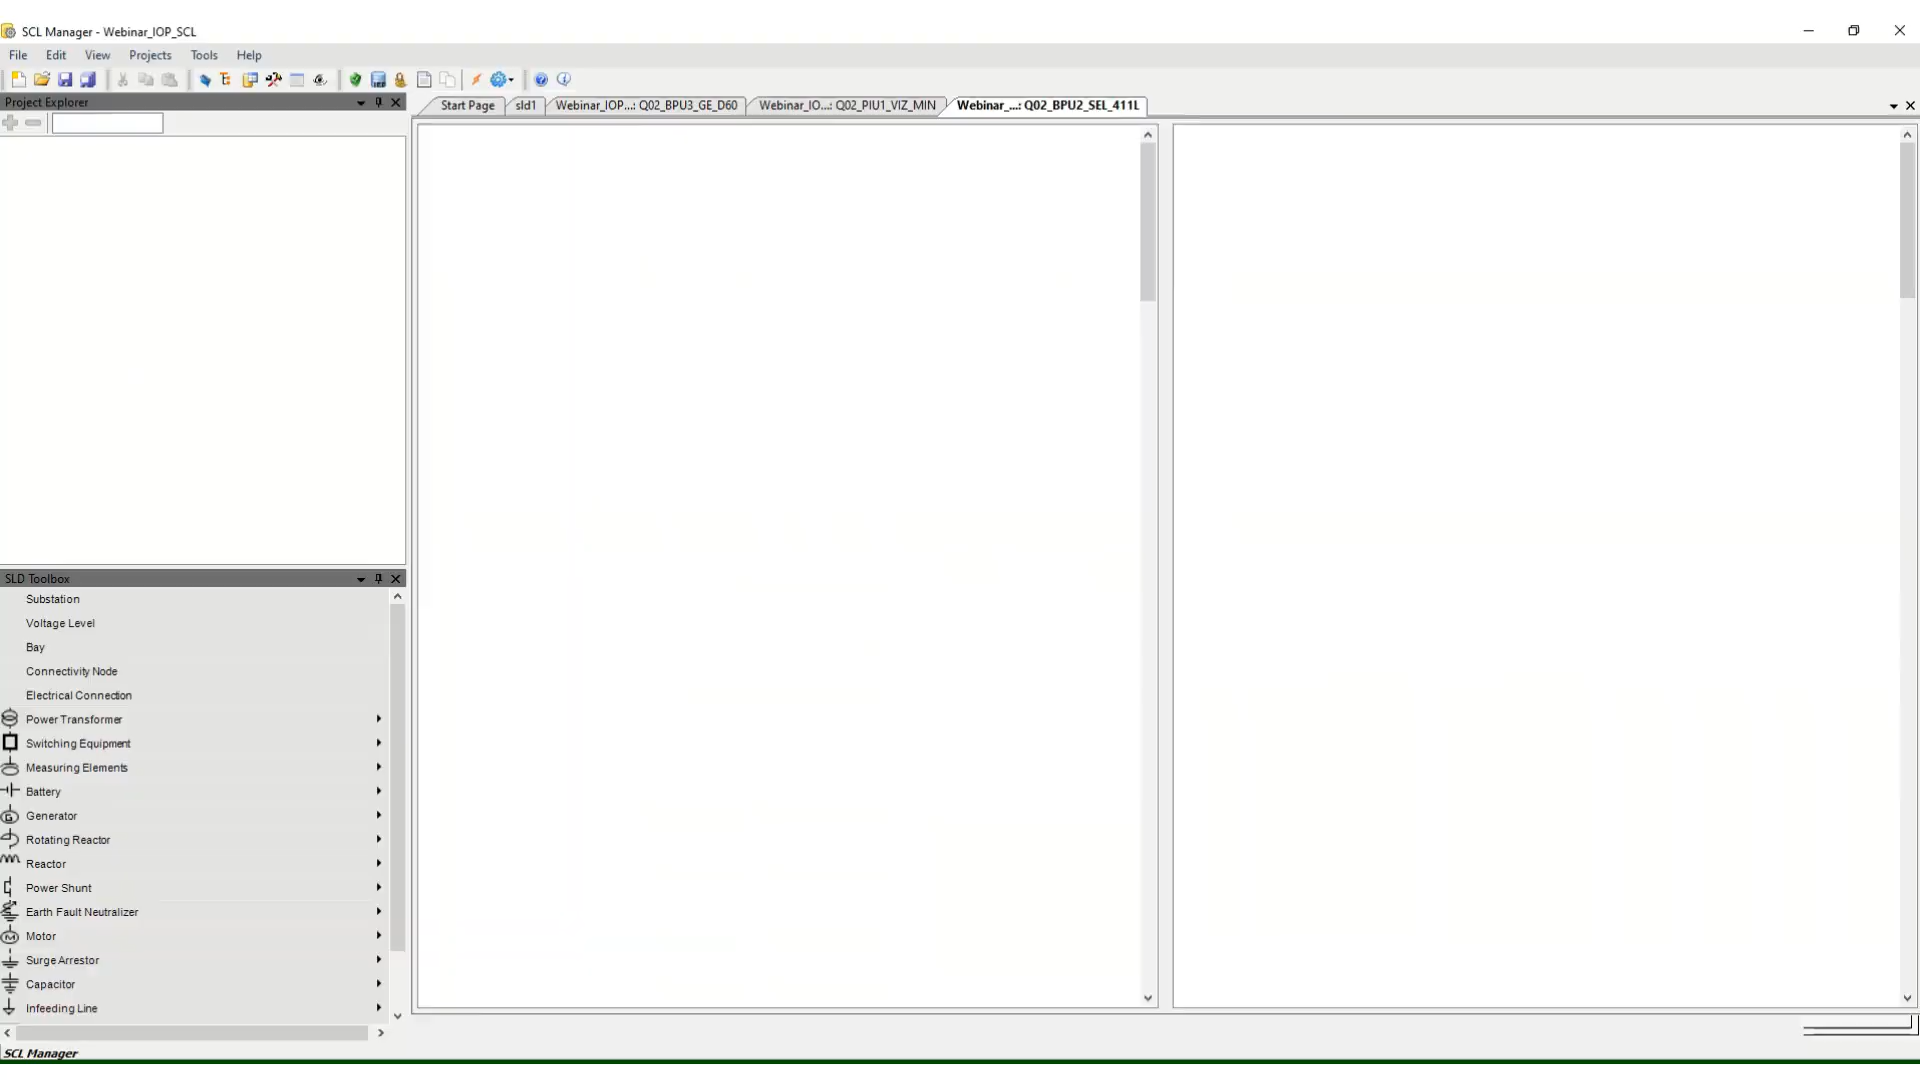 SCL Manager - Webinar_IOP_SCL
File Edit View Projects Tools Help
Project Explorer
Start Page sld1 Webinar_IOP...: Q02_BPU3_GE_D60 Webinar_IO...: Q02_PIU1_VIZ_MIN Webinar_...: Q02_BPU2_SEL_411L
SLD Toolbox
Substation
Voltage Level
Bay
Connectivity Node
Electrical Connection
Power Transformer
Switching Equipment
Measuring Elements
Battery
Generator
Rotating Reactor
Reactor
Power Shunt
Earth Fault Neutralizer
Motor
Surge Arrestor
Capacitor
Infeeding Line
SCL Manager